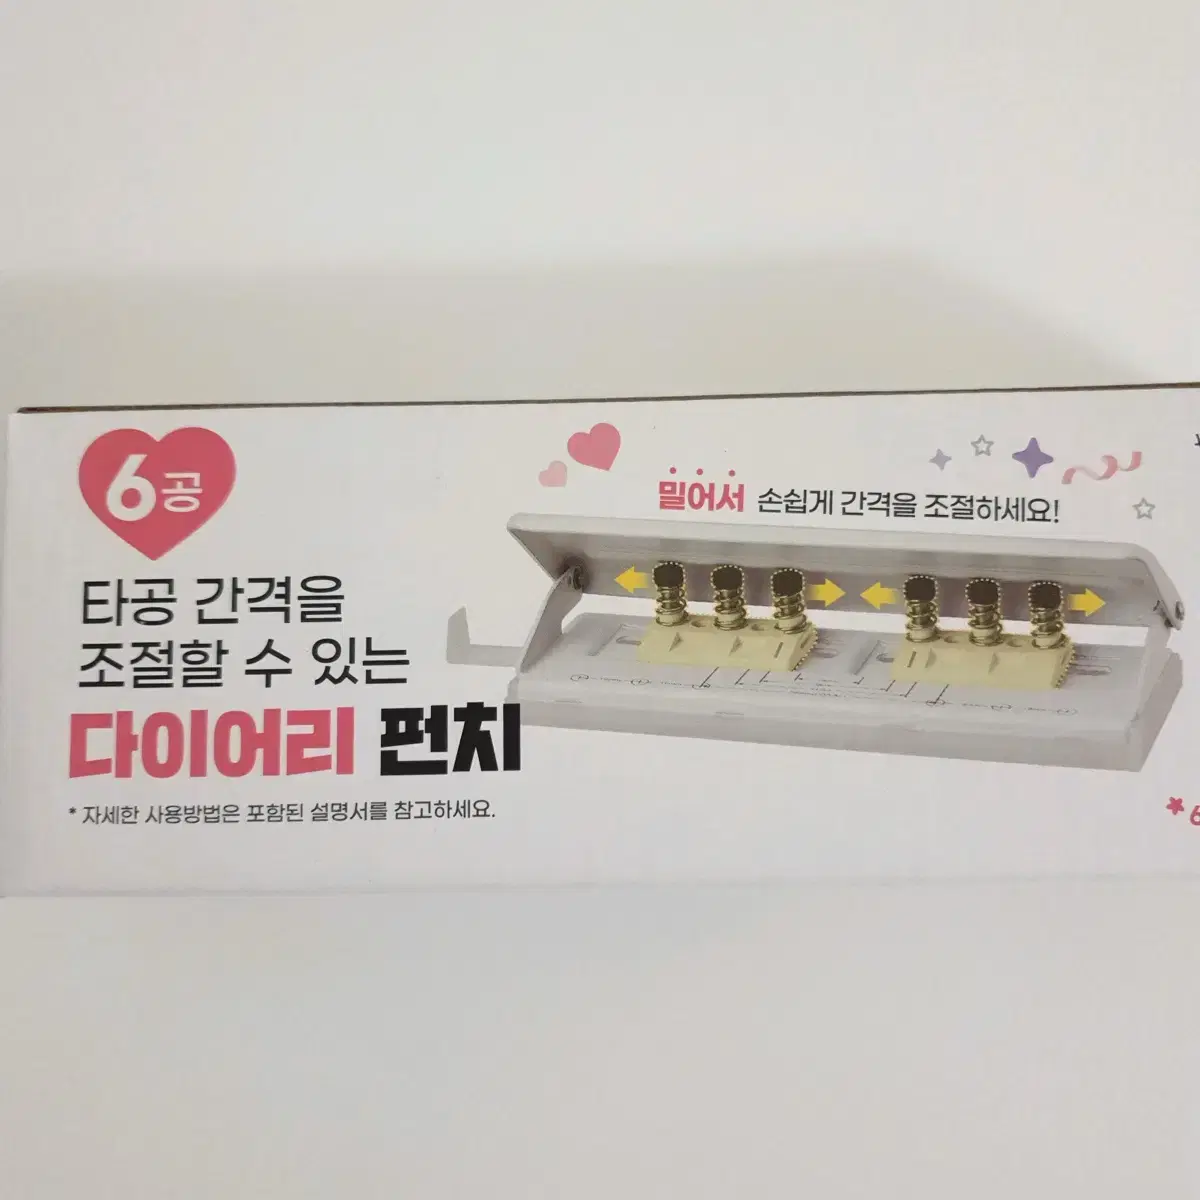 6공
타공 간격을
조절할 수 있는
다이어리 펀치
* 자세한 사용방법은 포함된 설명서를 참고하세요.
밀어서 손쉽게 간격을 조절하세요!